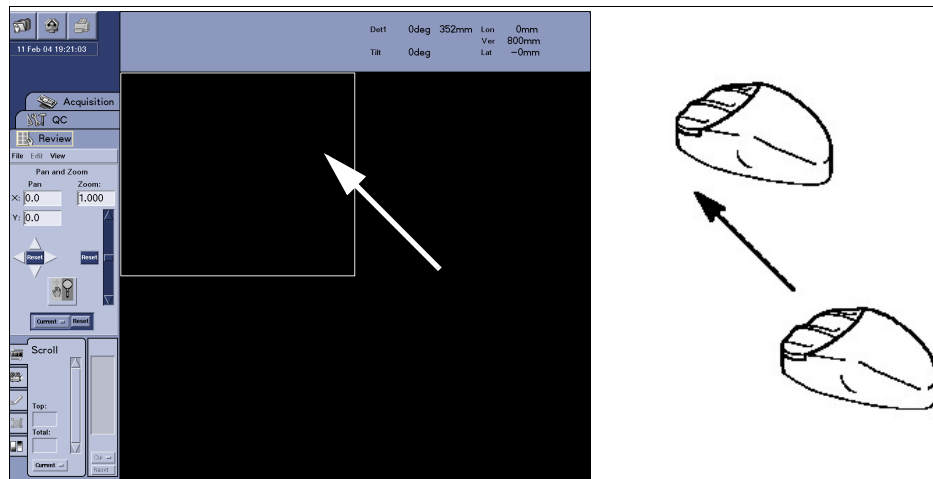 11 Feb 04 19:21:03
Det1 0deg 352mm Lon 0mm
Ver 800mm
Tilt 0deg Lat -0mm
Acquisition
QC
Review
File Edit View
Pan and Zoom
Pan Zoom:
X: 0.0 1.000
Y: 0.0
Reset Reset
Current Reset
Scroll
Top:
Total:
Current
Reset